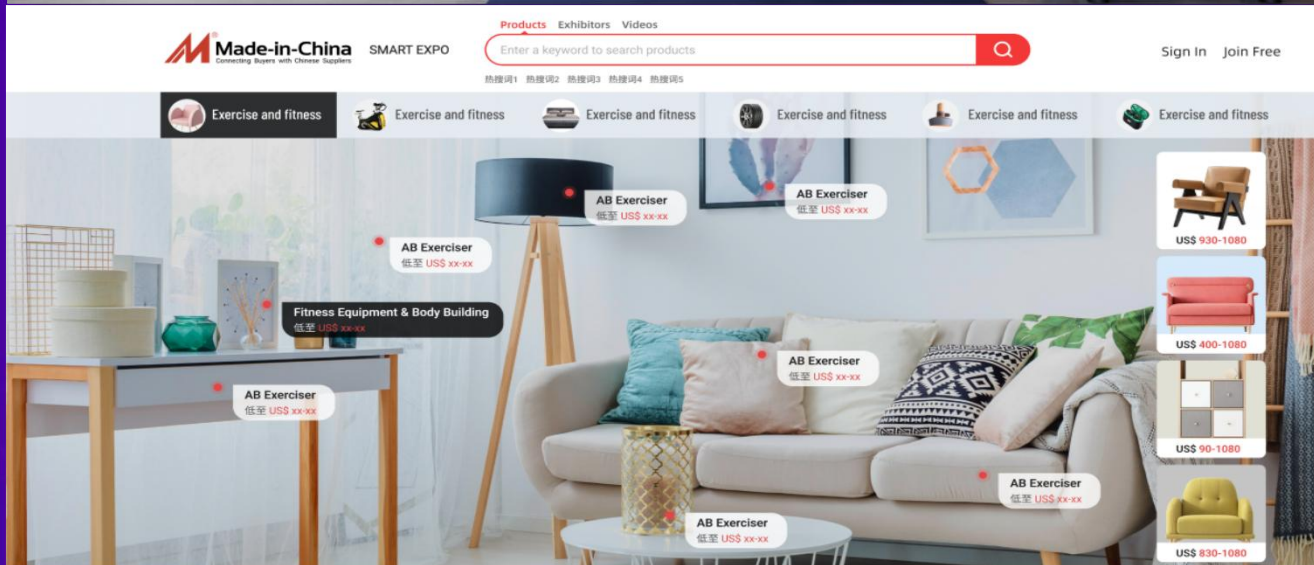 Products Exhibitors Videos
Made-in-China
Connecting Buyers with Chinese Suppliers
SMART EXPO
Enter a keyword to search products
Sign In Join Free
热搜词1 热搜词2 热搜词3 热搜词4 热搜词5
Exercise and fitness Exercise and fitness Exercise and fitness Exercise and fitness Exercise and fitness Exercise and fitness
AB Exerciser
低至 US$ xx-xx
AB Exerciser
低至 US$ xx-xx
AB Exerciser
低至 US$ xx-xx
US$ 930-1080
Fitness Equipment & Body Building
低至 US$ xx-xx
US$ 400-1080
AB Exerciser
低至 US$ xx-xx
AB Exerciser
低至 US$ xx-xx
US$ 90-1080
AB Exerciser
低至 US$ xx-xx
AB Exerciser
低至 US$ xx-xx
US$ 830-1080